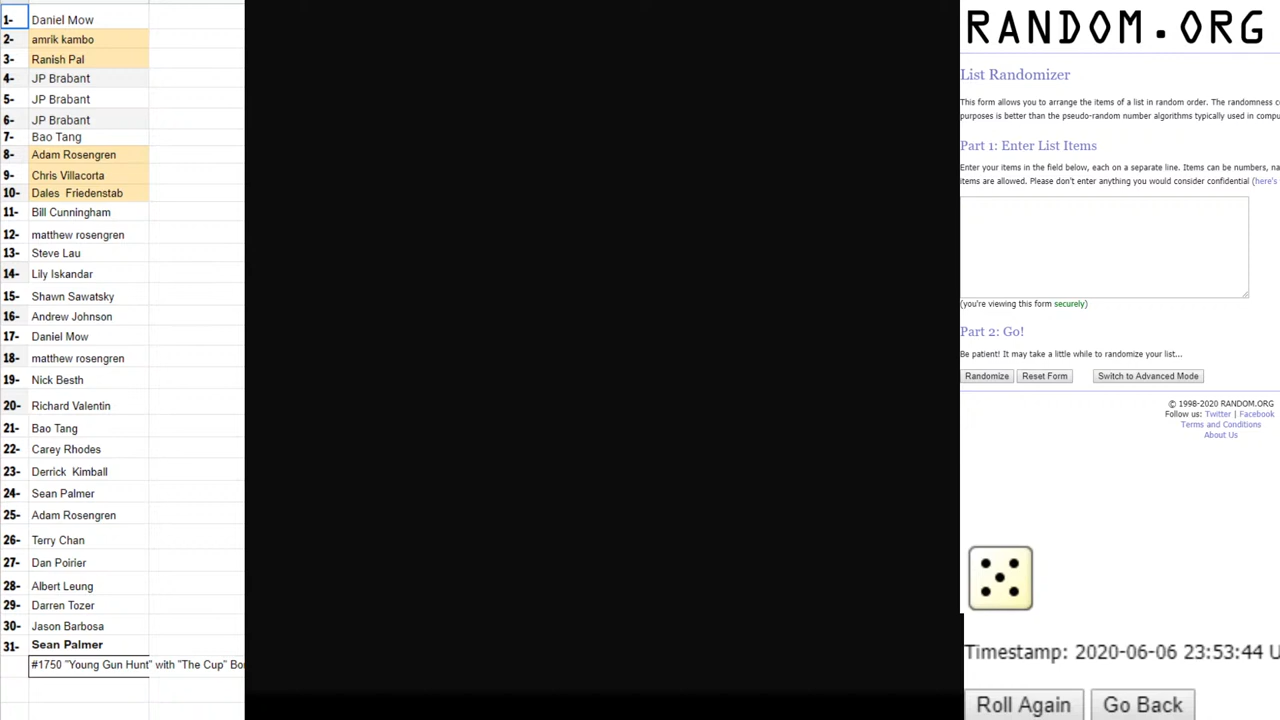 1- Daniel Mow
2- amrik kambo
3- Ranish Pal
4- JP Brabant
5- JP Brabant
6- JP Brabant
7- Bao Tang
8- Adam Rosengren
9- Chris Villacorta
10- Dales Friedenstab
11- Bill Cunningham
12- matthew rosengren
13- Steve Lau
14- Lily Iskandar
15- Shawn Sawatsky
16- Andrew Johnson
17- Daniel Mow
18- matthew rosengren
19- Nick Besth
20- Richard Valentin
21- Bao Tang
22- Carey Rhodes
23- Derrick Kimball
24- Sean Palmer
25- Adam Rosengren
26- Terry Chan
27- Dan Poirier
28- Albert Leung
29- Darren Tozer
30- Jason Barbosa
31- Sean Palmer
#1750 "Young Gun Hunt" with "The Cup" Bo
RANDOM.ORG
List Randomizer
This form allows you to arrange the items of a list in random order. The randomness c
purposes is better than the pseudo-random number algorithms typically used in compu
Part 1: Enter List Items
Enter your items in the field below, each on a separate line. Items can be numbers, na
items are allowed. Please don't enter anything you would consider confidential (here's
(you're viewing this form securely)
Part 2: Go!
Be patient! It may take a little while to randomize your list...
Randomize Reset Form Switch to Advanced Mode
© 1998-2020 RANDOM.ORG
Follow us: Twitter | Facebook
Terms and Conditions
About Us
Timestamp: 2020-06-06 23:53:44 U
Roll Again Go Back